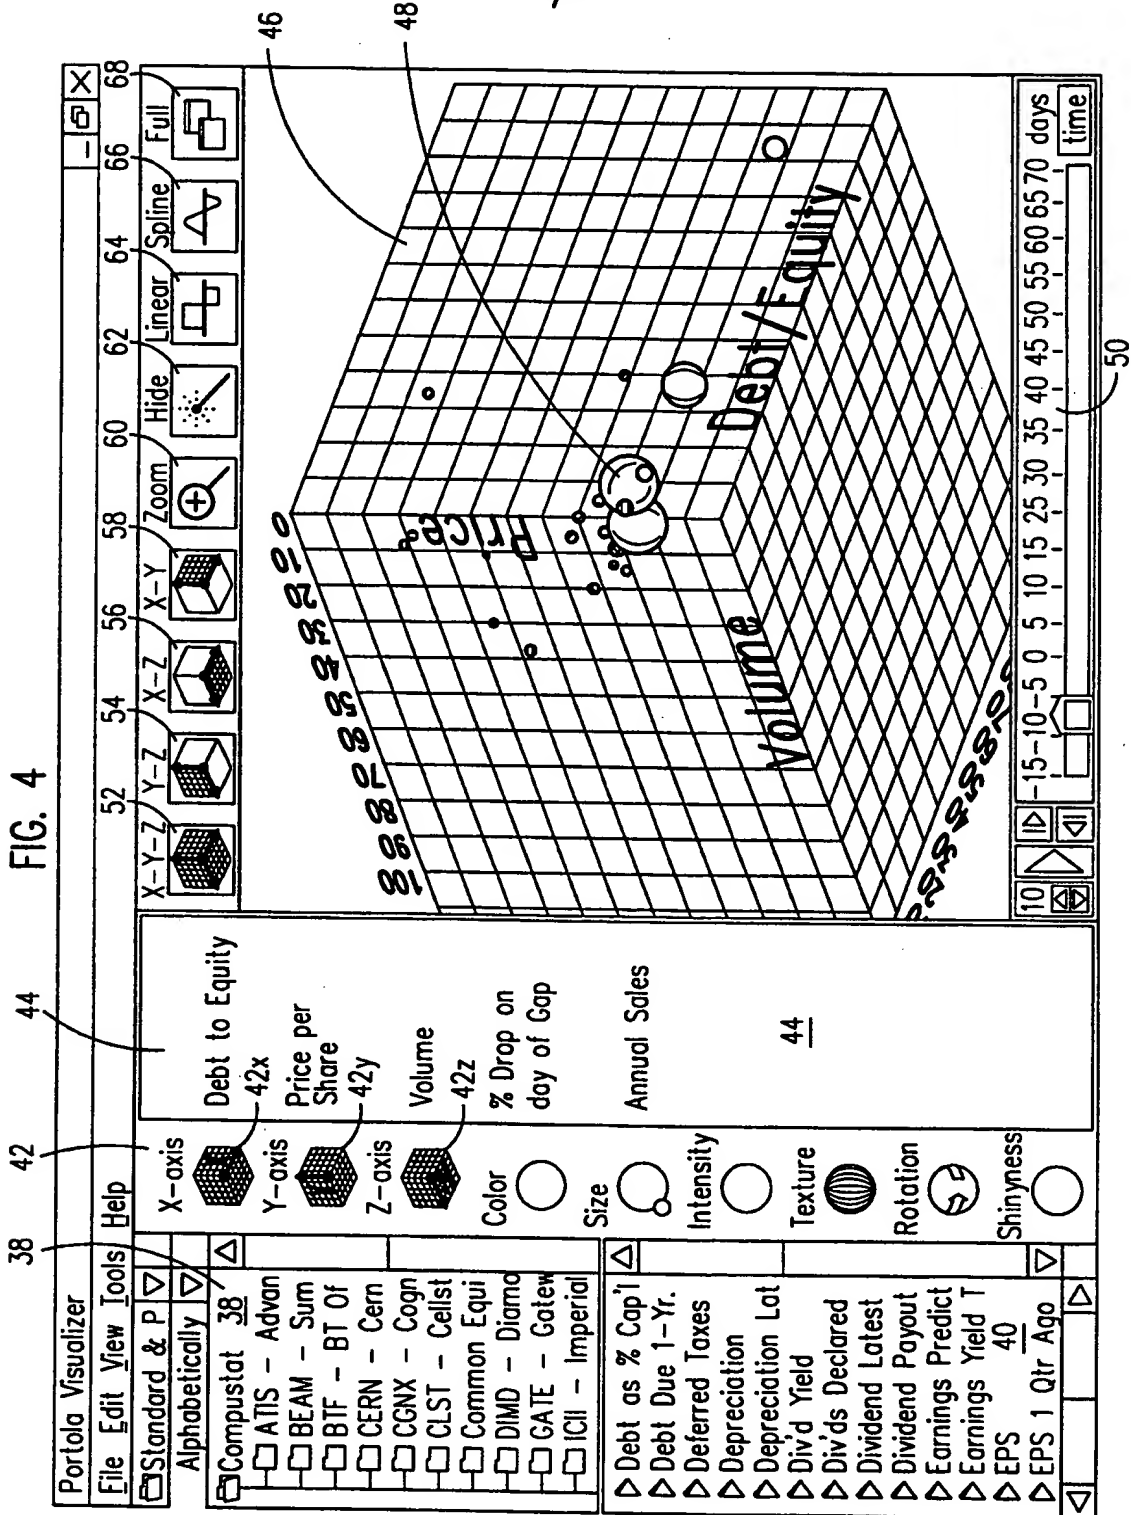 FIG. 4
Portola Visualizer
File Edit View Tools Help
Standard & P
Alphabetically
38
Compustat 38
ATIS – Advan
BEAM – Sum
BTF – BT Of
CERN – Cern
CGNX – Cogn
CLST – Cellst
Common Equi
DIMD – Diamo
GATE – Gatew
ICII – Imperial
Debt as % Cap'l
Debt Due 1–Yr.
Deferred Taxes
Depreciation
Depreciation Lat
Div'd Yield
Div'ds Declared
Dividend Latest
Dividend Payout
Earnings Predict
Earnings Yield T
EPS 40
EPS 1 Qtr Ago
42
X–axis
42x
Y–axis
42y
Z–axis
42z
Color
Size
Intensity
Texture
Rotation
Shinyness
44
Debt to Equity
Price per
Share
Volume
% Drop on
day of Gap
Annual Sales
44
52 54 56 58 60 62 64 66 68
X–Y–Z Y–Z X–Z X–Y Zoom Hide Linear Spline Full
46
48
100 90 80 70 60 50 40 30 20 10 0
Price
Volume
Debt/Equity
20 30 40 50 60 70
10
–15 –10 –5 0 5 10 15 25 30 35 40 45 50 55 60 65 70 days
time
50